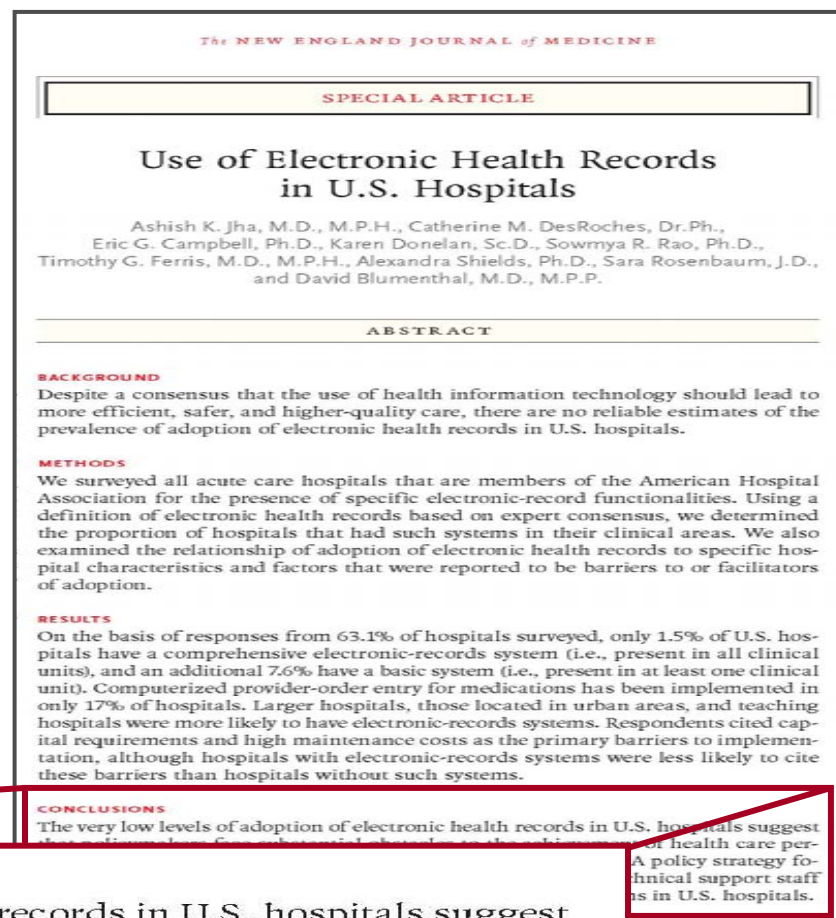 The NEW ENGLAND JOURNAL of MEDICINE
SPECIAL ARTICLE
Use of Electronic Health Records
in U.S. Hospitals
Ashish K. Jha, M.D., M.P.H., Catherine M. DesRoches, Dr.Ph.,
Eric G. Campbell, Ph.D., Karen Donelan, Sc.D., Sowmya R. Rao, Ph.D.,
Timothy G. Ferris, M.D., M.P.H., Alexandra Shields, Ph.D., Sara Rosenbaum, J.D.,
and David Blumenthal, M.D., M.P.P.
ABSTRACT
BACKGROUND
Despite a consensus that the use of health information technology should lead to
more efficient, safer, and higher-quality care, there are no reliable estimates of the
prevalence of adoption of electronic health records in U.S. hospitals.
METHODS
We surveyed all acute care hospitals that are members of the American Hospital
Association for the presence of specific electronic-record functionalities. Using a
definition of electronic health records based on expert consensus, we determined
the proportion of hospitals that had such systems in their clinical areas. We also
examined the relationship of adoption of electronic health records to specific hos-
pital characteristics and factors that were reported to be barriers to or facilitators
of adoption.
RESULTS
On the basis of responses from 63.1% of hospitals surveyed, only 1.5% of U.S. hos-
pitals have a comprehensive electronic-records system (i.e., present in all clinical
units), and an additional 7.6% have a basic system (i.e., present in at least one clinical
unit). Computerized provider-order entry for medications has been implemented in
only 17% of hospitals. Larger hospitals, those located in urban areas, and teaching
hospitals were more likely to have electronic-records systems. Respondents cited cap-
ital requirements and high maintenance costs as the primary barriers to implemen-
tation, although hospitals with electronic-records systems were less likely to cite
these barriers than hospitals without such systems.
CONCLUSIONS
The very low levels of adoption of electronic health records in U.S. hospitals suggest
of health care per-
A policy strategy fo-
hnical support staff
ns in U.S. hospitals.
records in U.S. hospitals suggest